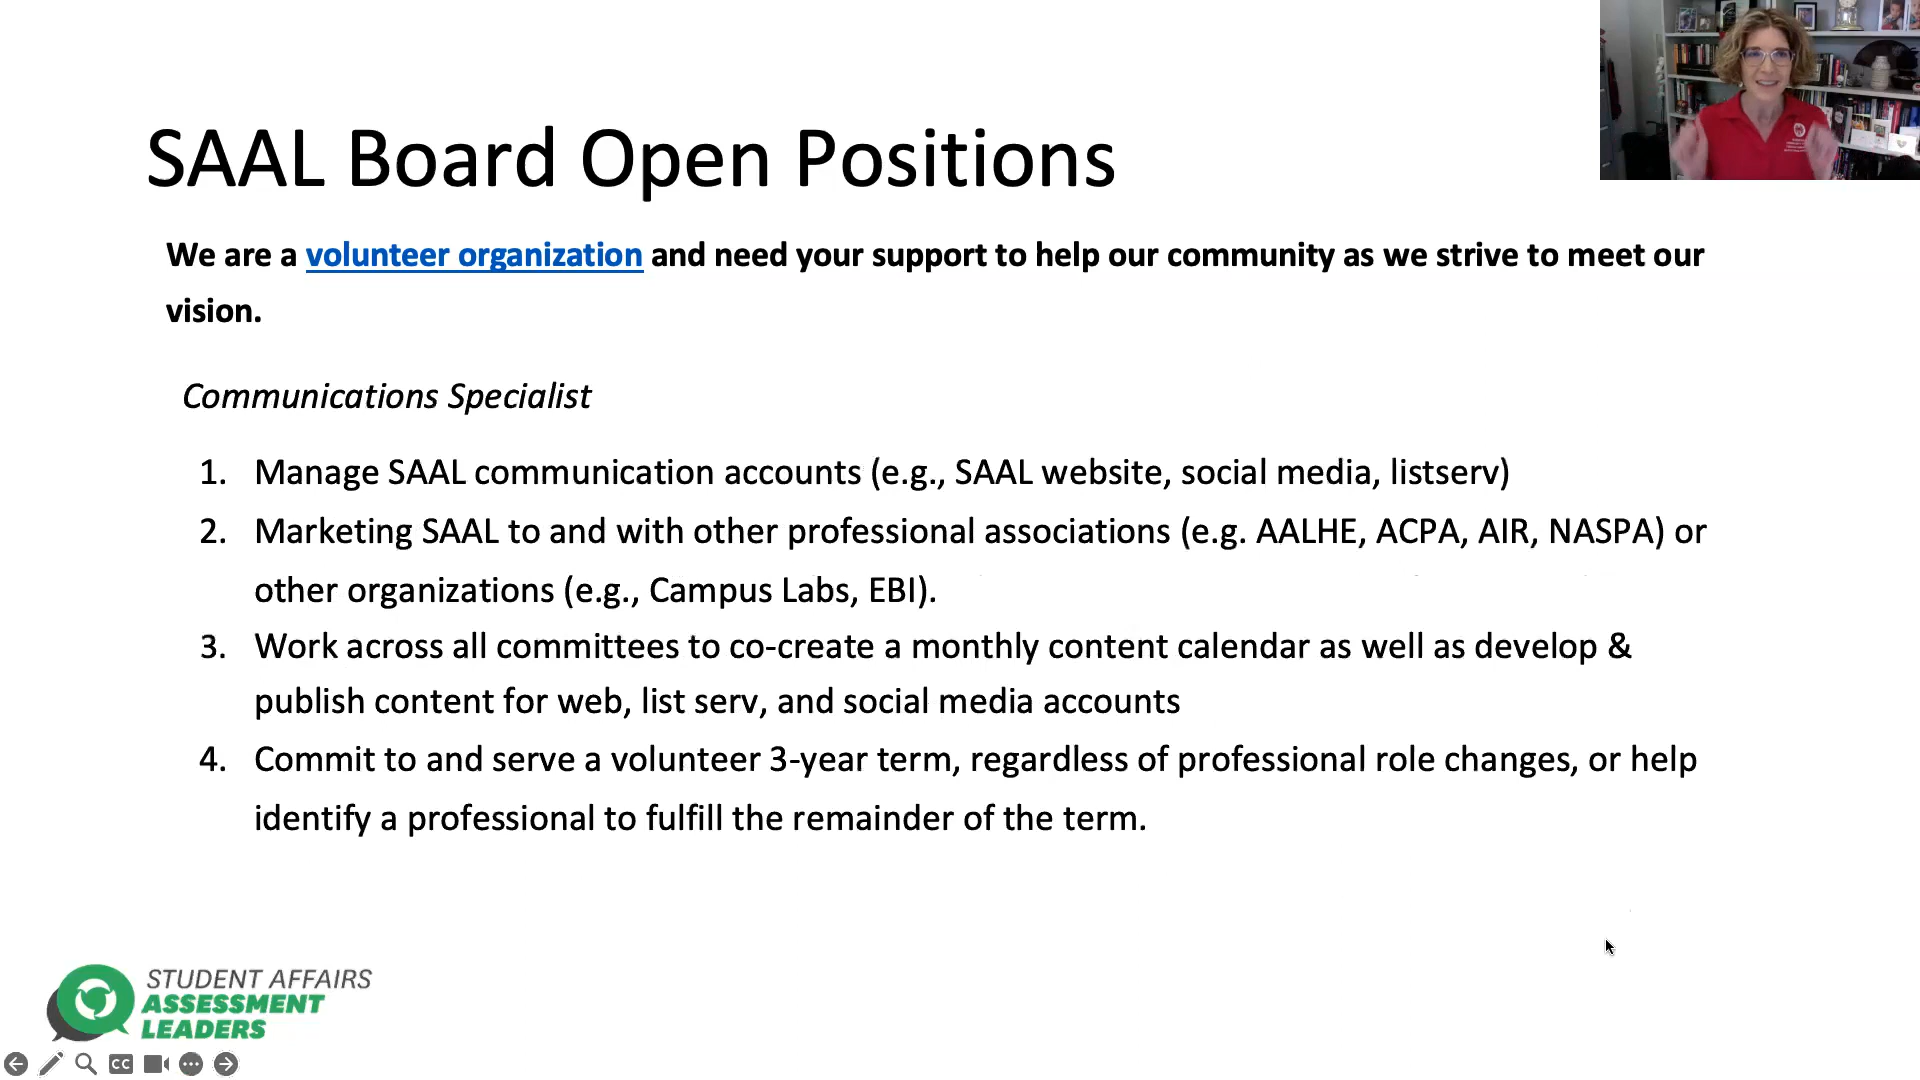 SAAL Board Open Positions
We are a volunteer organization and need your support to help our community as we strive to meet our
vision.
Communications Specialist
1. Manage SAAL communication accounts (e.g., SAAL website, social media, listserv)
2. Marketing SAAL to and with other professional associations (e.g. AALHE, ACPA, AIR, NASPA) or
other organizations (e.g., Campus Labs, EBI).
3. Work across all committees to co-create a monthly content calendar as well as develop &
publish content for web, list serv, and social media accounts
4. Commit to and serve a volunteer 3-year term, regardless of professional role changes, or help
identify a professional to fulfill the remainder of the term.
STUDENT AFFAIRS
ASSESSMENT
LEADERS
CC